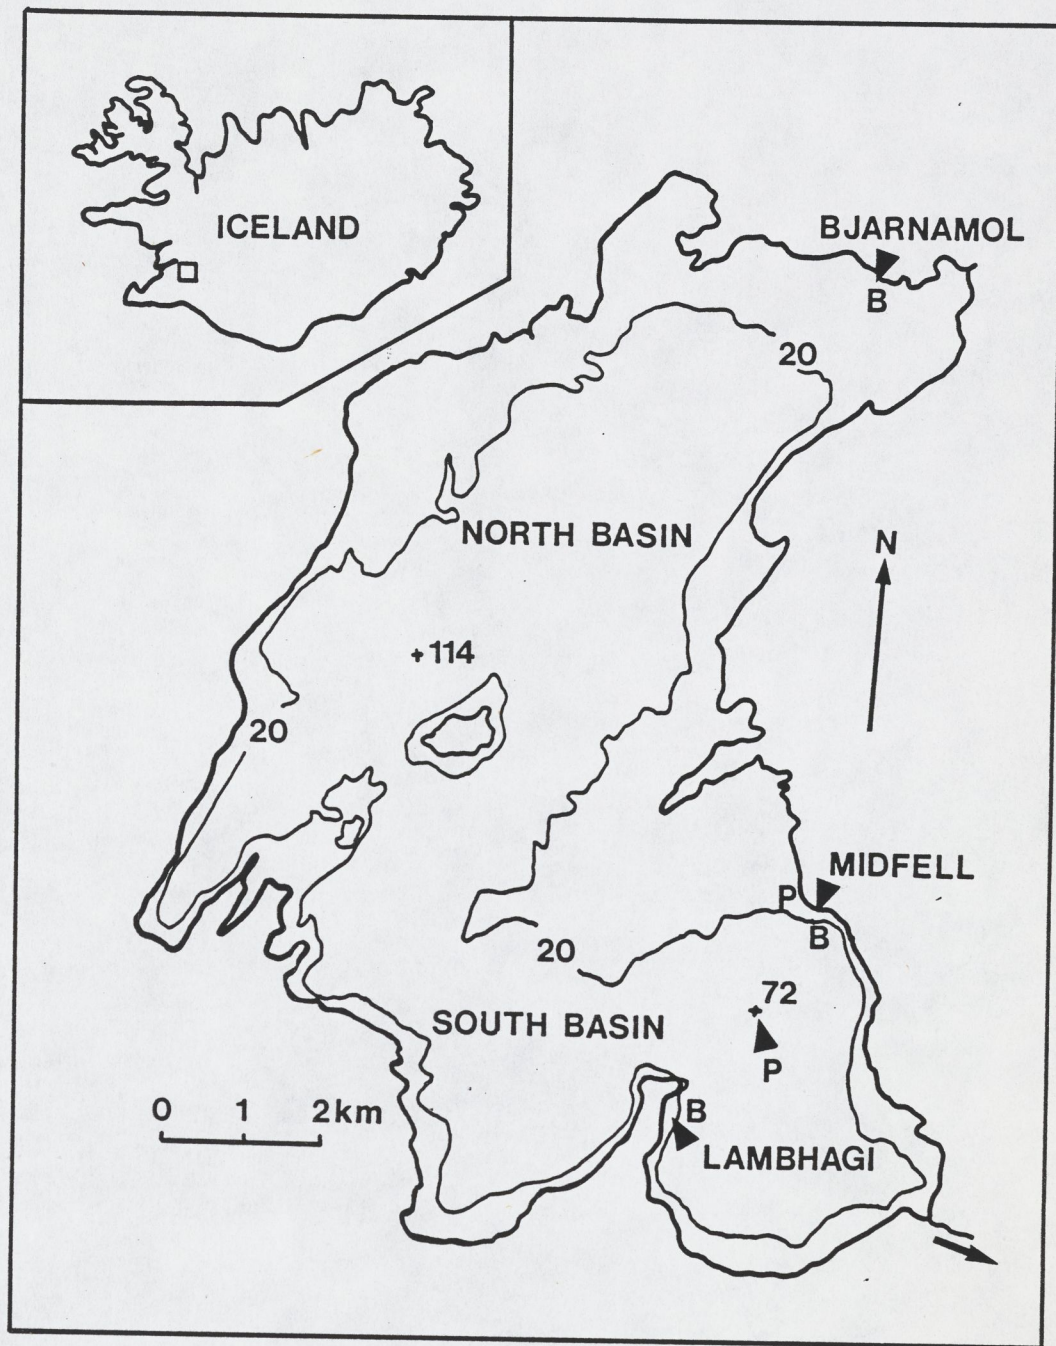 ICELAND
BJARNAMOL
B
20
NORTH BASIN
N
+114
20
MIDFELL
P
B
20
72
SOUTH BASIN
P
0 1 2km
B
LAMBHAGI